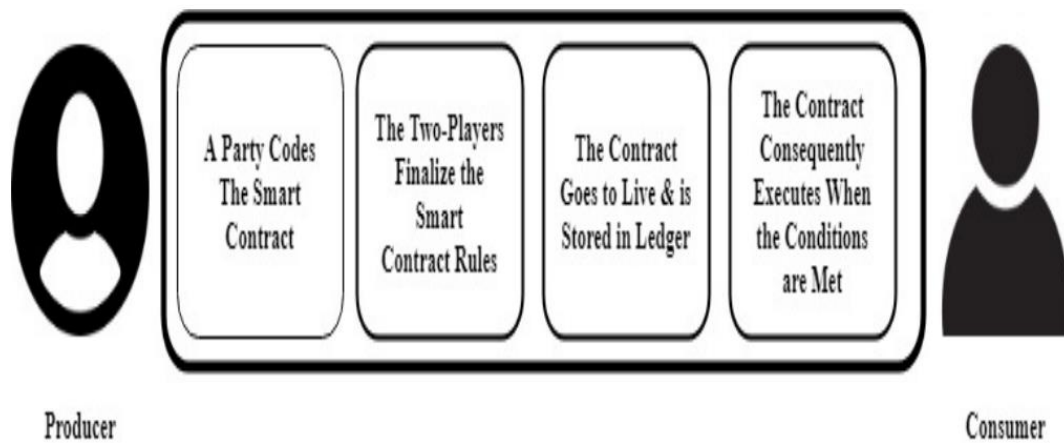 A Party Codes
The Smart
Contract
The Two-Players
Finalize the
Smart
Contract Rules
The Contract
Goes to Live & is
Stored in Ledger
The Contract
Consequently
Executes When
the Conditions
are Met
Producer
Consumer